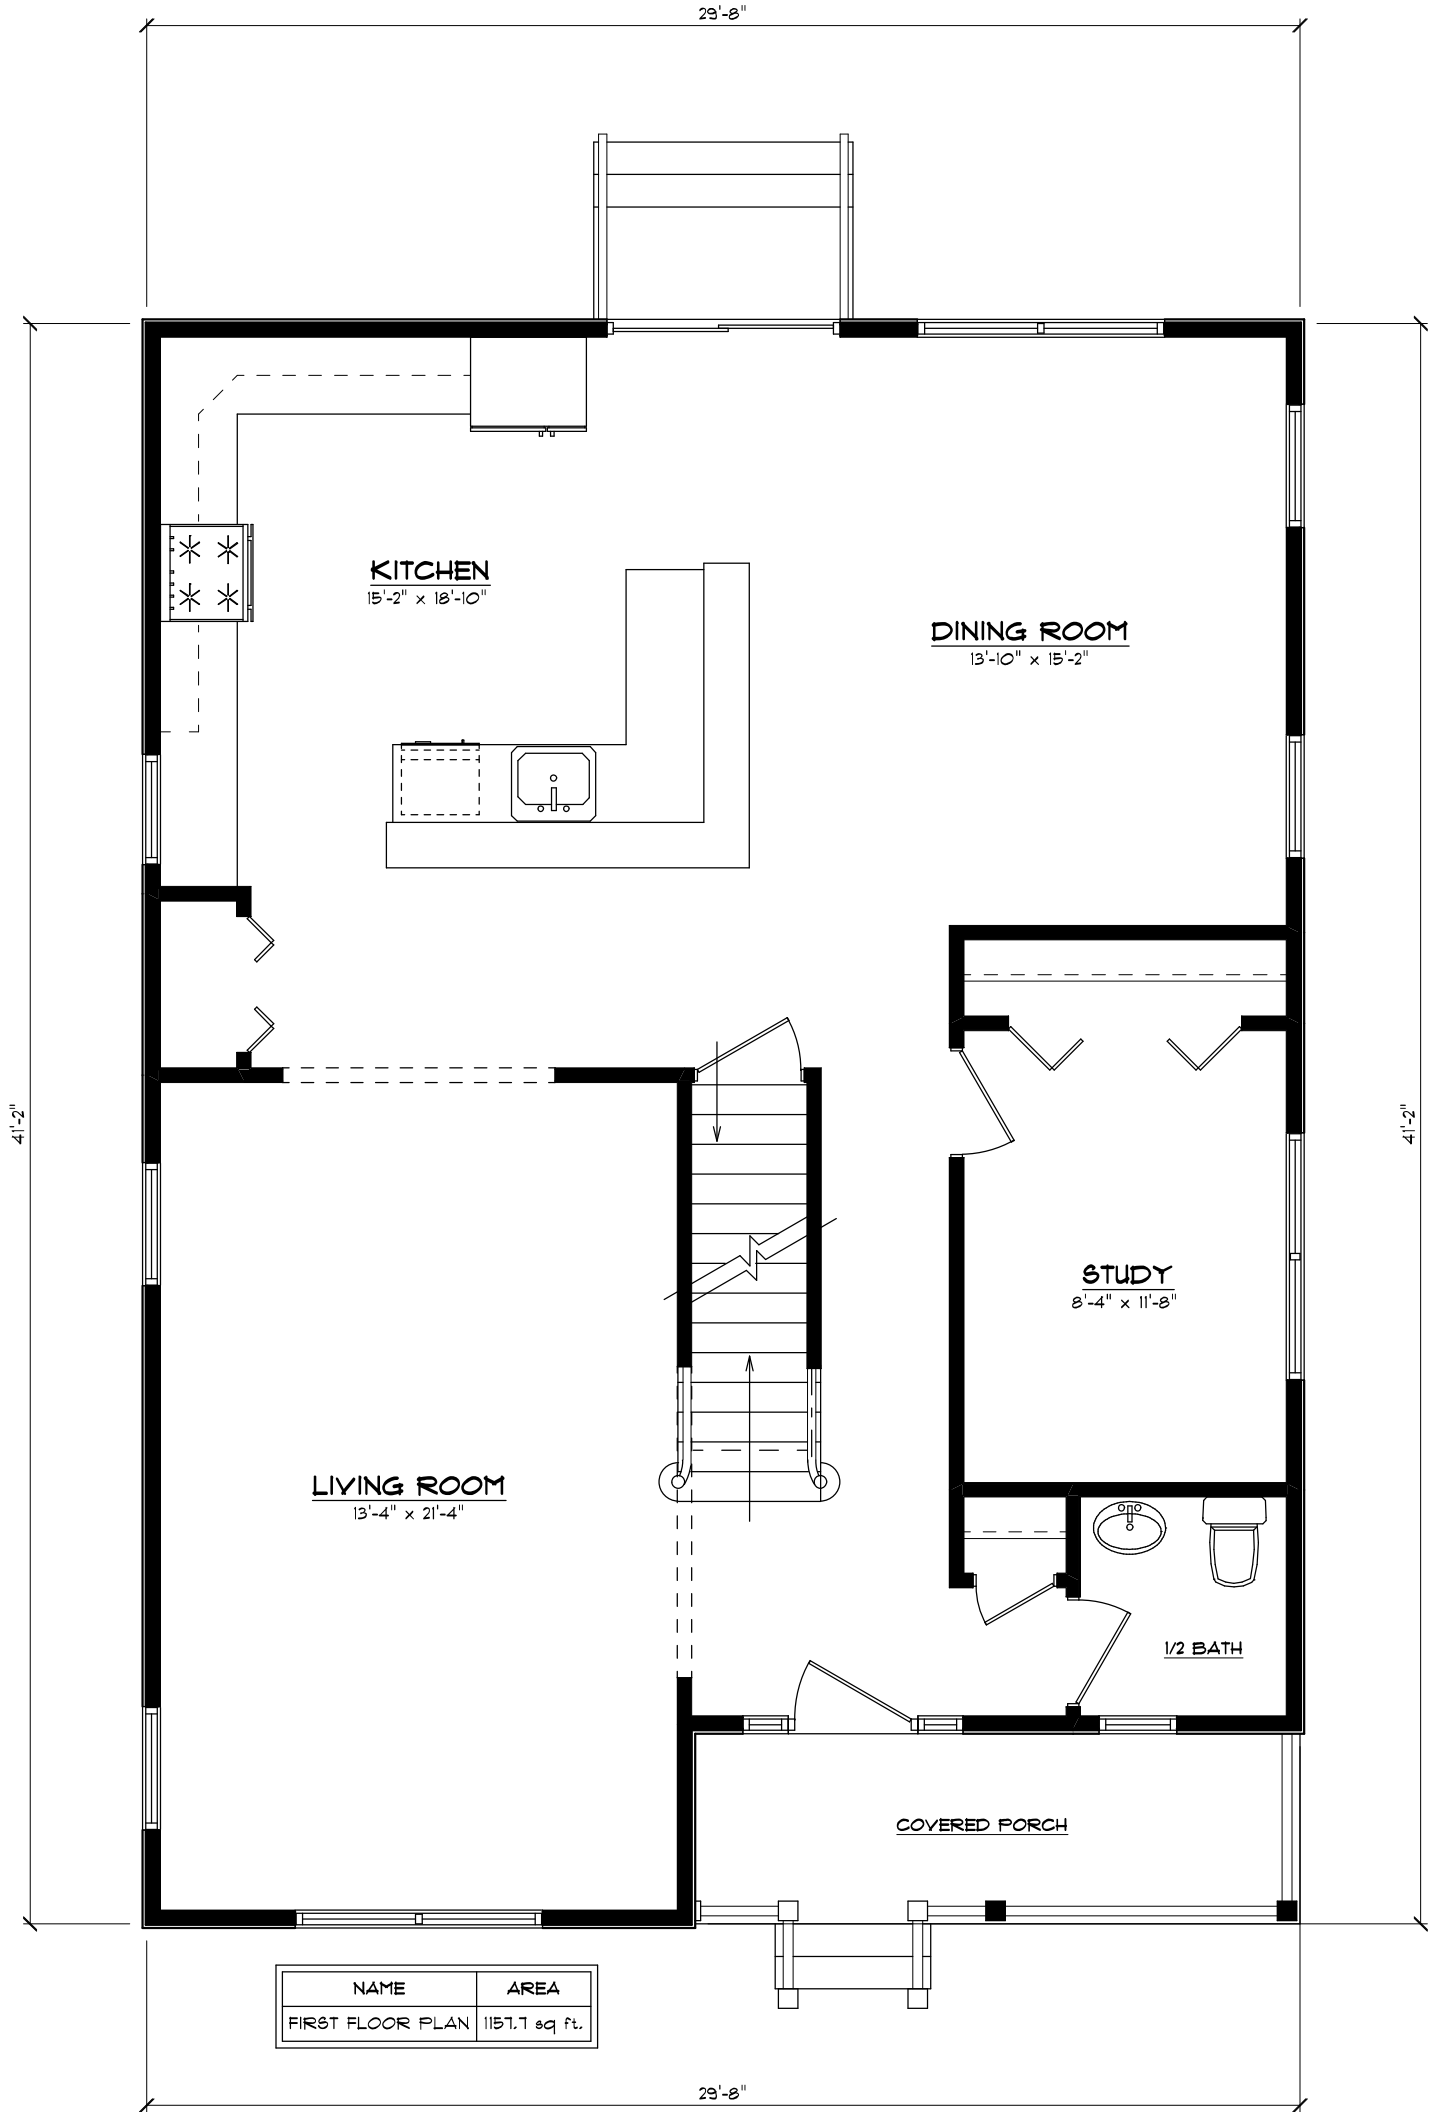 29'-8"
KITCHEN
15'-2" x 18'-10"
DINING ROOM
13'-10" x 15'-2"
41'-2"
41'-2"
STUDY
8'-4" x 11'-8"
LIVING ROOM
13'-4" x 21'-4"
1/2 BATH
COVERED PORCH
NAME AREA
FIRST FLOOR PLAN 1157.7 sq ft.
29'-8"